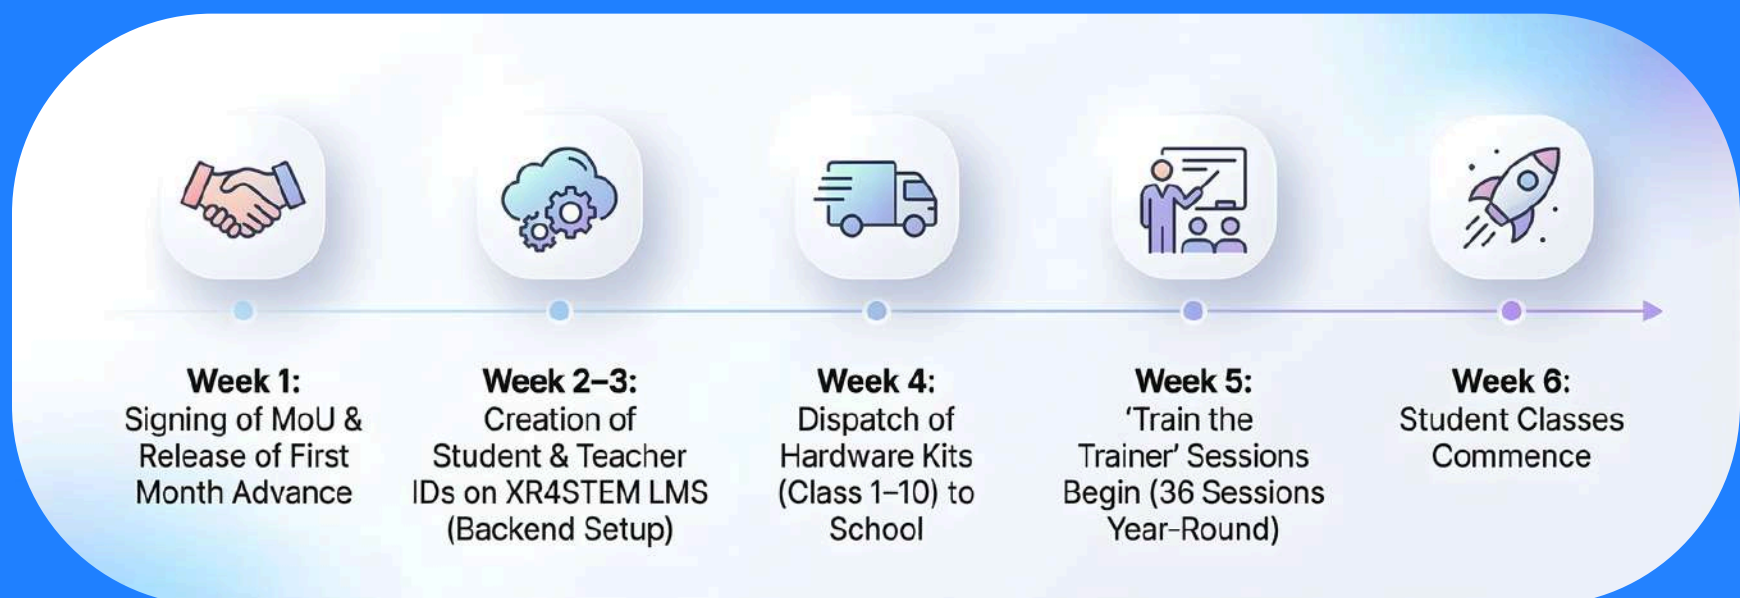 Week 1:
Signing of MoU &
Release of First
Month Advance
Week 2–3:
Creation of
Student & Teacher
IDs on XR4STEM LMS
(Backend Setup)
Week 4:
Dispatch of
Hardware Kits
(Class 1–10) to
School
Week 5:
‘Train the
Trainer’ Sessions
Begin (36 Sessions
Year-Round)
Week 6:
Student Classes
Commence